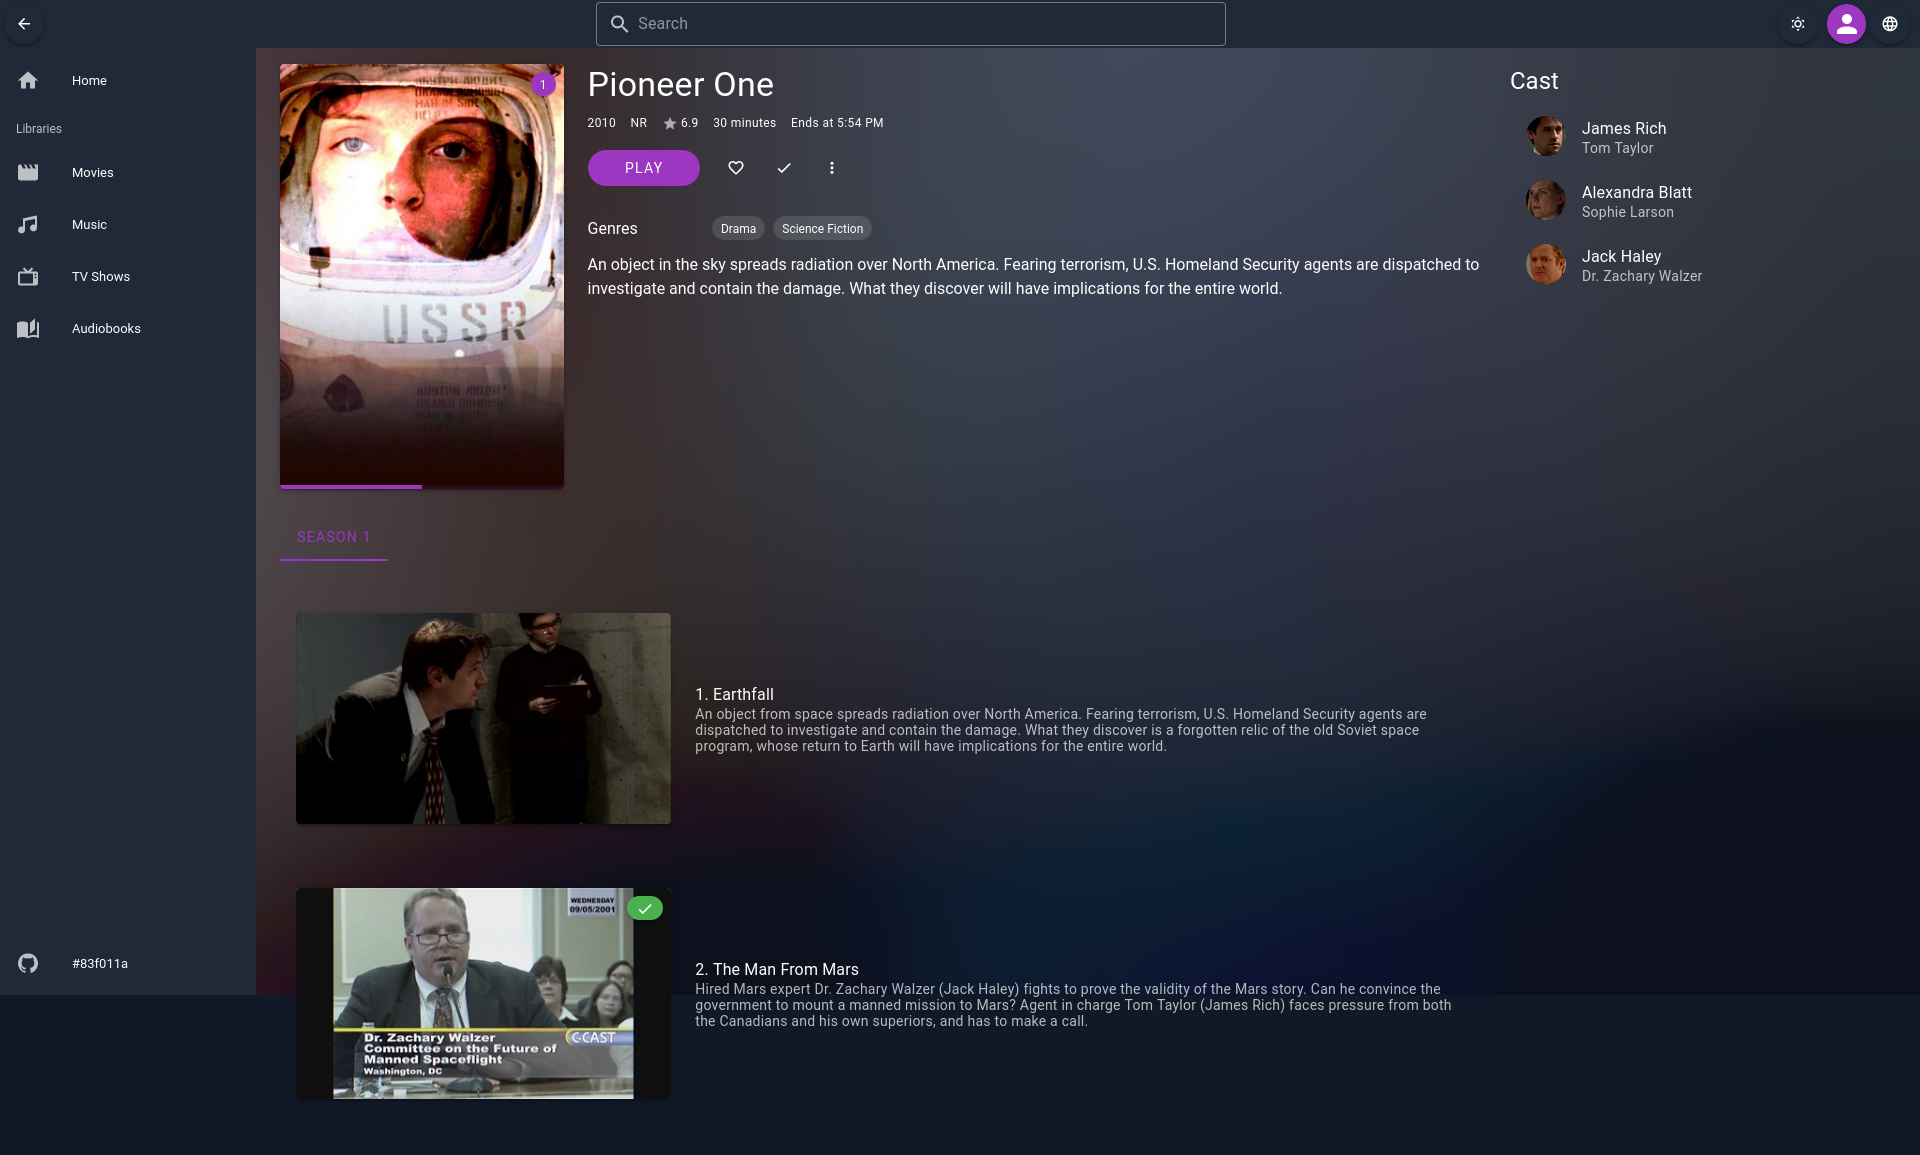 Search
Home
Libraries
Movies
Music
TV Shows
Audiobooks
#83f011a
1
USSR
Pioneer One
2010 NR 6.9 30 minutes Ends at 5:54 PM
PLAY
Genres Drama Science Fiction
An object in the sky spreads radiation over North America. Fearing terrorism, U.S. Homeland Security agents are dispatched to
investigate and contain the damage. What they discover will have implications for the entire world.
Cast
James Rich
Tom Taylor
Alexandra Blatt
Sophie Larson
Jack Haley
Dr. Zachary Walzer
SEASON 1
1. Earthfall
An object from space spreads radiation over North America. Fearing terrorism, U.S. Homeland Security agents are
dispatched to investigate and contain the damage. What they discover is a forgotten relic of the old Soviet space
program, whose return to Earth will have implications for the entire world.
WEDNESDAY
09/05/2001
Dr. Zachary Walzer
Committee on the Future of
Manned Spaceflight
Washington, DC
C-CAST
2. The Man From Mars
Hired Mars expert Dr. Zachary Walzer (Jack Haley) fights to prove the validity of the Mars story. Can he convince the
government to mount a manned mission to Mars? Agent in charge Tom Taylor (James Rich) faces pressure from both
the Canadians and his own superiors, and has to make a call.